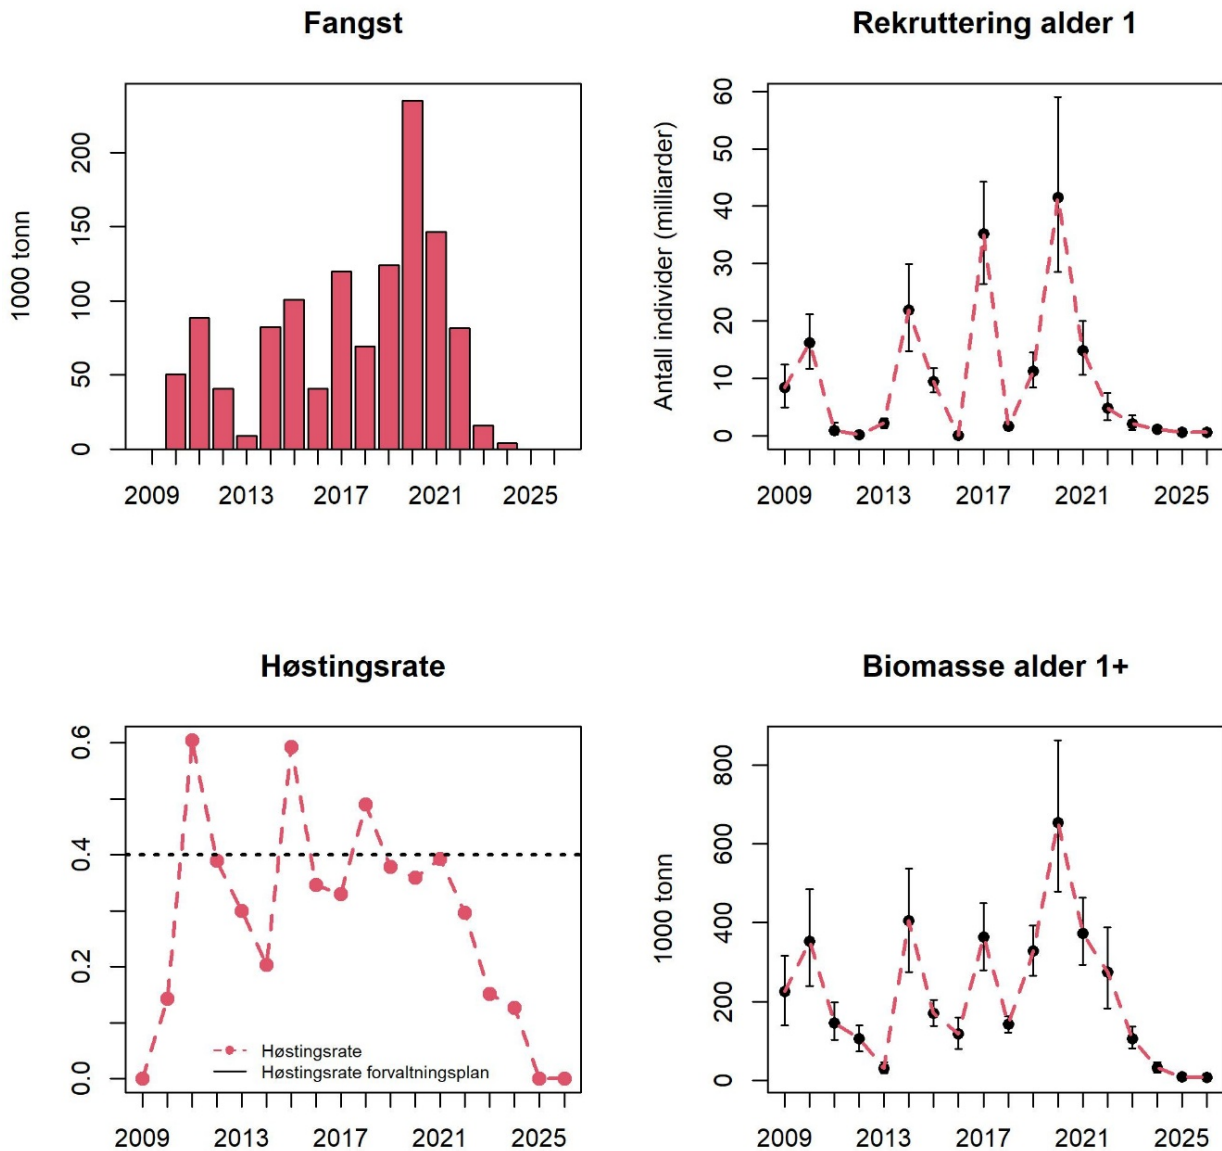 Fangst
1000 tonn
200
150
100
50
0
2009 2013 2017 2021 2025
Rekruttering alder 1
Antall individer (milliarder)
60
50
40
30
20
10
0
2009 2013 2017 2021 2025
Høstingsrate
0.6
0.4
0.2
0.0
Høstingsrate
Høstingsrate forvaltningsplan
2009 2013 2017 2021 2025
Biomasse alder 1+
1000 tonn
800
600
400
200
0
2009 2013 2017 2021 2025